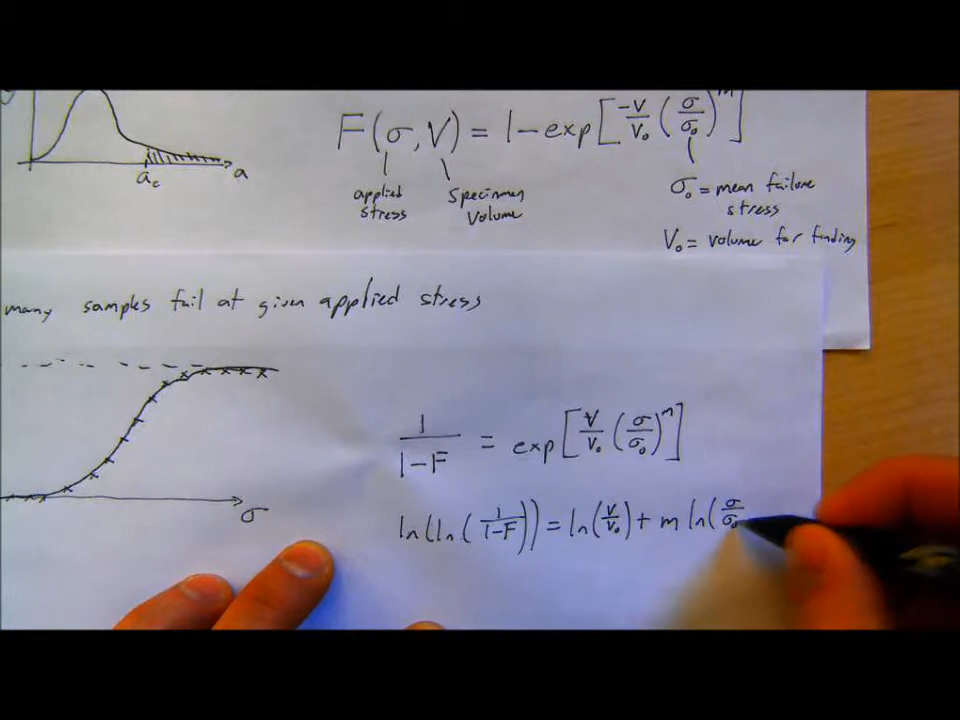 F(σ,V) = 1-exp[-V/V₀ (σ/σ₀)^m]
a_c a
applied stress
Specimen Volume
σ₀ = mean failure stress
V₀ = volume for finding
many samples fail at given applied stress
1/(1-F) = exp[V/V₀ (σ/σ₀)^m]
σ
ln(ln(1/(1-F))) = ln(V/V₀) + m ln(σ/σ₀